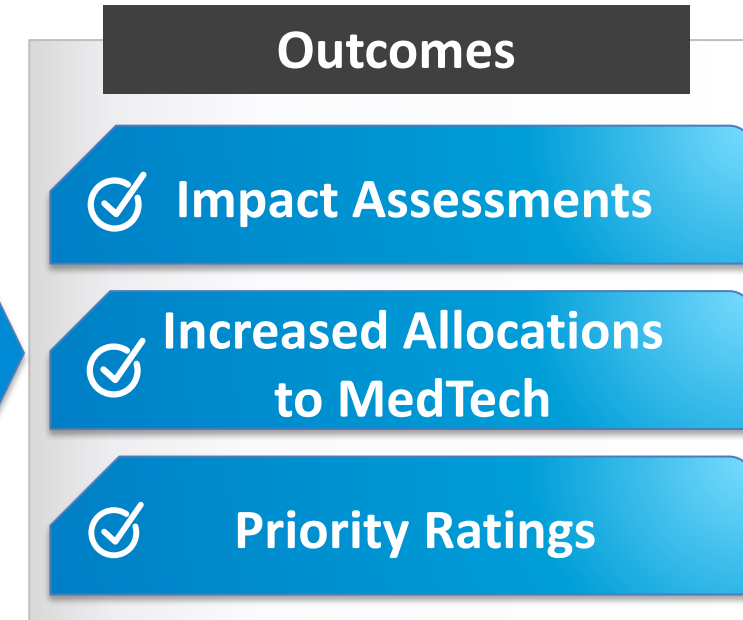 Outcomes
Impact Assessments
Increased Allocations
to MedTech
Priority Ratings